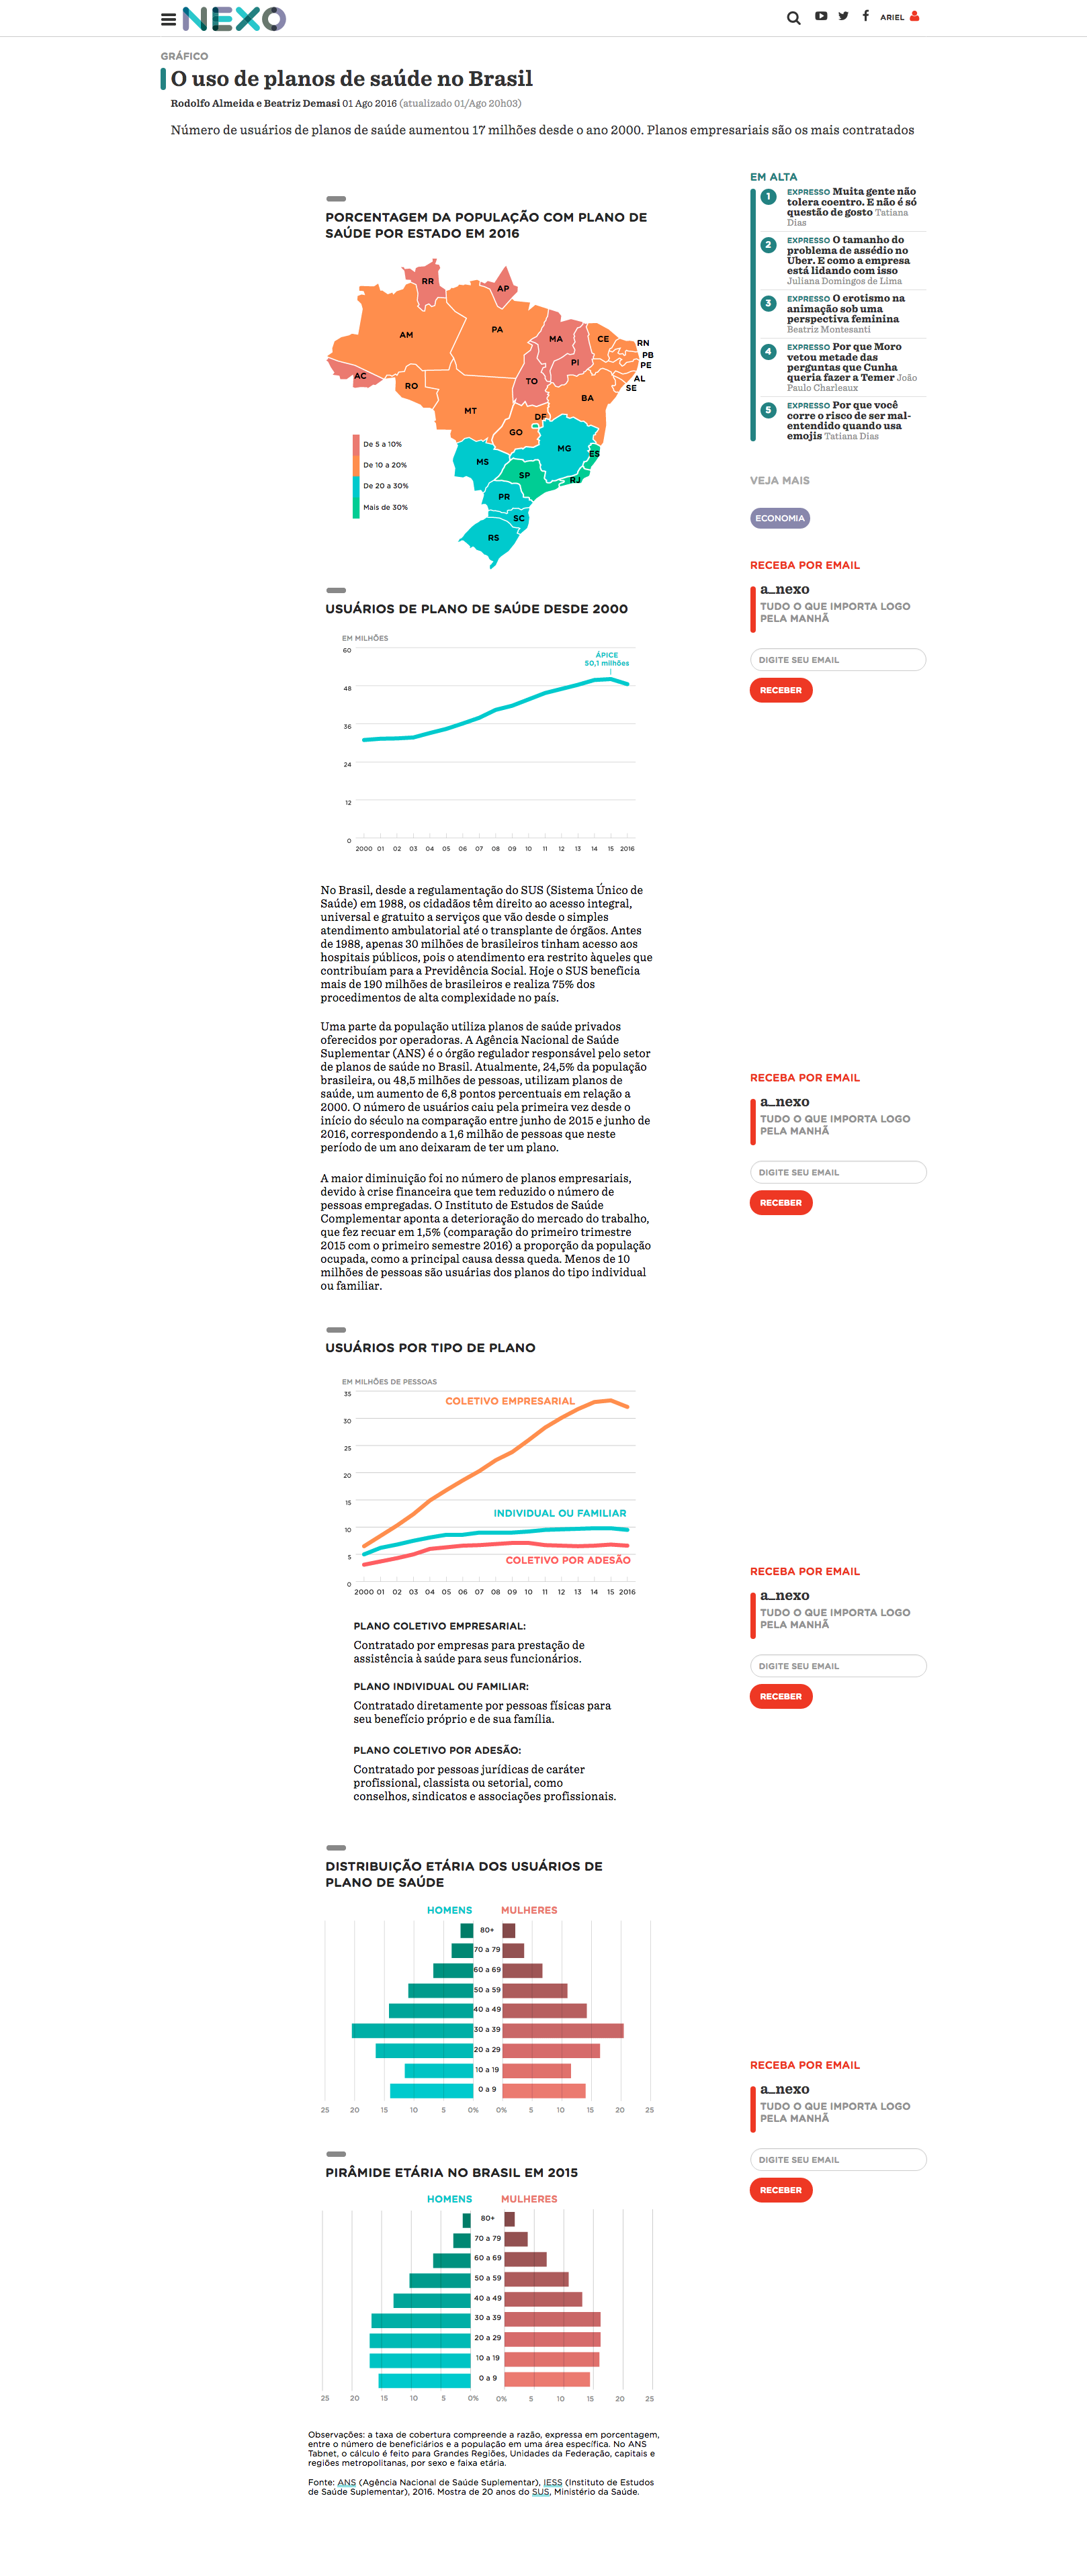 NEXO
ARIEL
GRÁFICO
O uso de planos de saúde no Brasil
Rodolfo Almeida e Beatriz Demasi 01 Ago 2016 (atualizado 01/Ago 20h03)
Número de usuários de planos de saúde aumentou 17 milhões desde o ano 2000. Planos empresariais são os mais contratados
PORCENTAGEM DA POPULAÇÃO COM PLANO DE
SAÚDE POR ESTADO EM 2016
RR
AP
AM
PA
MA
CE
RN
PB
PE
PI
AC
RO
TO
AL
SE
BA
MT
DF
GO
MG
ES
MS
SP
RJ
PR
SC
RS
De 5 a 10%
De 10 a 20%
De 20 a 30%
Mais de 30%
USUÁRIOS DE PLANO DE SAÚDE DESDE 2000
EM MILHÕES
60
ÁPICE
50,1 milhões
48
36
24
12
0
2000 01 02 03 04 05 06 07 08 09 10 11 12 13 14 15 2016
No Brasil, desde a regulamentação do SUS (Sistema Único de
Saúde) em 1988, os cidadãos têm direito ao acesso integral,
universal e gratuito a serviços que vão desde o simples
atendimento ambulatorial até o transplante de órgãos. Antes
de 1988, apenas 30 milhões de brasileiros tinham acesso aos
hospitais públicos, pois o atendimento era restrito àqueles que
contribuíam para a Previdência Social. Hoje o SUS beneficia
mais de 190 milhões de brasileiros e realiza 75% dos
procedimentos de alta complexidade no país.
Uma parte da população utiliza planos de saúde privados
oferecidos por operadoras. A Agência Nacional de Saúde
Suplementar (ANS) é o órgão regulador responsável pelo setor
de planos de saúde no Brasil. Atualmente, 24,5% da população
brasileira, ou 48,5 milhões de pessoas, utilizam planos de
saúde, um aumento de 6,8 pontos percentuais em relação a
2000. O número de usuários caiu pela primeira vez desde o
início do século na comparação entre junho de 2015 e junho de
2016, correspondendo a 1,6 milhão de pessoas que neste
período de um ano deixaram de ter um plano.
A maior diminuição foi no número de planos empresariais,
devido à crise financeira que tem reduzido o número de
pessoas empregadas. O Instituto de Estudos de Saúde
Complementar aponta a deterioração do mercado do trabalho,
que fez recuar em 1,5% (comparação do primeiro trimestre
2015 com o primeiro semestre 2016) a proporção da população
ocupada, como a principal causa dessa queda. Menos de 10
milhões de pessoas são usuárias dos planos do tipo individual
ou familiar.
USUÁRIOS POR TIPO DE PLANO
EM MILHÕES DE PESSOAS
35
COLETIVO EMPRESARIAL
30
25
20
15
INDIVIDUAL OU FAMILIAR
10
5
COLETIVO POR ADESÃO
0
2000 01 02 03 04 05 06 07 08 09 10 11 12 13 14 15 2016
PLANO COLETIVO EMPRESARIAL:
Contratado por empresas para prestação de
assistência à saúde para seus funcionários.
PLANO INDIVIDUAL OU FAMILIAR:
Contratado diretamente por pessoas físicas para
seu benefício próprio e de sua família.
PLANO COLETIVO POR ADESÃO:
Contratado por pessoas jurídicas de caráter
profissional, classista ou setorial, como
conselhos, sindicatos e associações profissionais.
DISTRIBUIÇÃO ETÁRIA DOS USUÁRIOS DE
PLANO DE SAÚDE
HOMENS MULHERES
80+
70 a 79
60 a 69
50 a 59
40 a 49
30 a 39
20 a 29
10 a 19
0 a 9
25 20 15 10 5 0% 0% 5 10 15 20 25
PIRÂMIDE ETÁRIA NO BRASIL EM 2015
HOMENS MULHERES
80+
70 a 79
60 a 69
50 a 59
40 a 49
30 a 39
20 a 29
10 a 19
0 a 9
25 20 15 10 5 0% 0% 5 10 15 20 25
Observações: a taxa de cobertura compreende a razão, expressa em porcentagem,
entre o número de beneficiários e a população em uma área específica. No ANS
Tabnet, o cálculo é feito para Grandes Regiões, Unidades da Federação, capitais e
regiões metropolitanas, por sexo e faixa etária.
Fonte: ANS (Agência Nacional de Saúde Suplementar), IESS (Instituto de Estudos
de Saúde Suplementar), 2016. Mostra de 20 anos do SUS, Ministério da Saúde.
EM ALTA
1 EXPRESSO Muita gente não
tolera coentro. E não é só
questão de gosto Tatiana
Dias
2 EXPRESSO O tamanho do
problema de assédio no
Uber. E como a empresa
está lidando com isso
Juliana Domingos de Lima
3 EXPRESSO O erotismo na
animação sob uma
perspectiva feminina
Beatriz Montesanti
4 EXPRESSO Por que Moro
vetou metade das
perguntas que Cunha
queria fazer a Temer João
Paulo Charleaux
5 EXPRESSO Por que você
corre o risco de ser mal-
entendido quando usa
emojis Tatiana Dias
VEJA MAIS
ECONOMIA
RECEBA POR EMAIL
a_nexo
TUDO O QUE IMPORTA LOGO
PELA MANHÃ
DIGITE SEU EMAIL
RECEBER
RECEBA POR EMAIL
a_nexo
TUDO O QUE IMPORTA LOGO
PELA MANHÃ
DIGITE SEU EMAIL
RECEBER
RECEBA POR EMAIL
a_nexo
TUDO O QUE IMPORTA LOGO
PELA MANHÃ
DIGITE SEU EMAIL
RECEBER
RECEBA POR EMAIL
a_nexo
TUDO O QUE IMPORTA LOGO
PELA MANHÃ
DIGITE SEU EMAIL
RECEBER